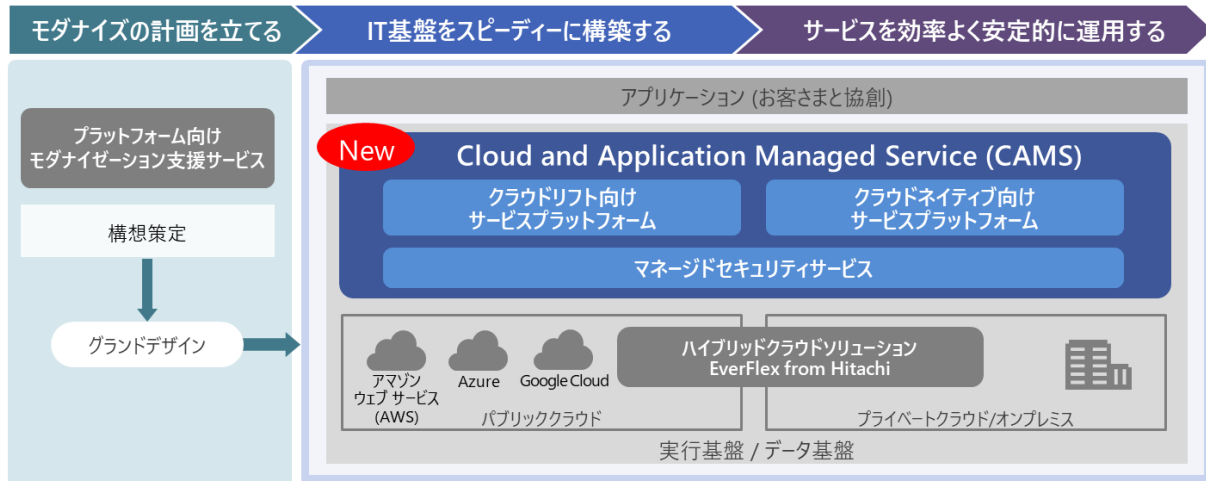 モダナイズの計画を立てる
IT基盤をスピーディーに構築する
サービスを効率よく安定的に運用する
プラットフォーム向け
モダナイゼーション支援サービス
構想策定
グランドデザイン
アプリケーション (お客さまと協創)
New
Cloud and Application Managed Service (CAMS)
クラウドリフト向け
サービスプラットフォーム
クラウドネイティブ向け
サービスプラットフォーム
マネージドセキュリティサービス
アマゾン
ウェブ サービス
(AWS)
Azure
Google Cloud
パブリッククラウド
ハイブリッドクラウドソリューション
EverFlex from Hitachi
プライベートクラウド/オンプレミス
実行基盤 / データ基盤